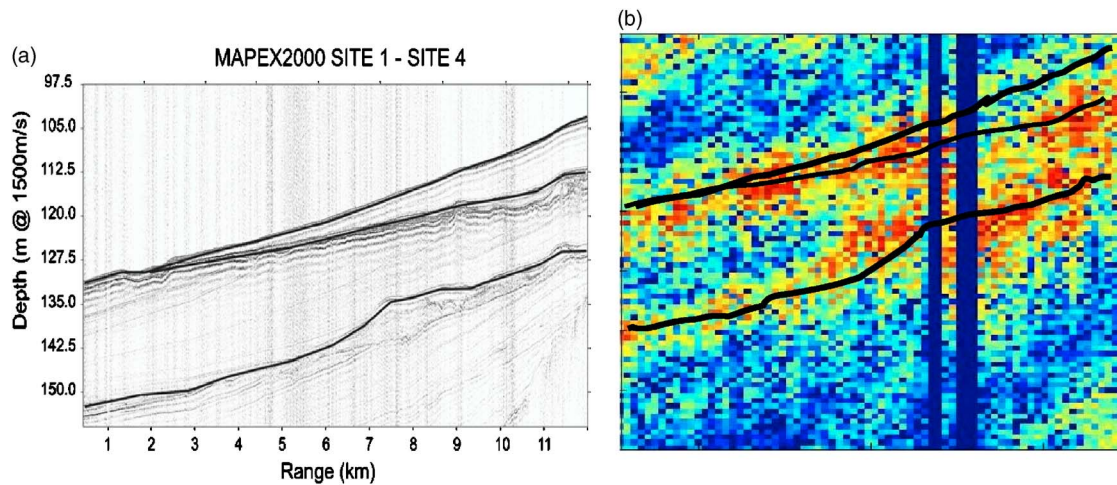 (a)
MAPEX2000 SITE 1 - SITE 4
97.5
105.0
112.5
120.0
127.5
135.0
142.5
150.0
Depth (m @ 1500m/s)
1 2 3 4 5 6 7 8 9 10 11
Range (km)
(b)